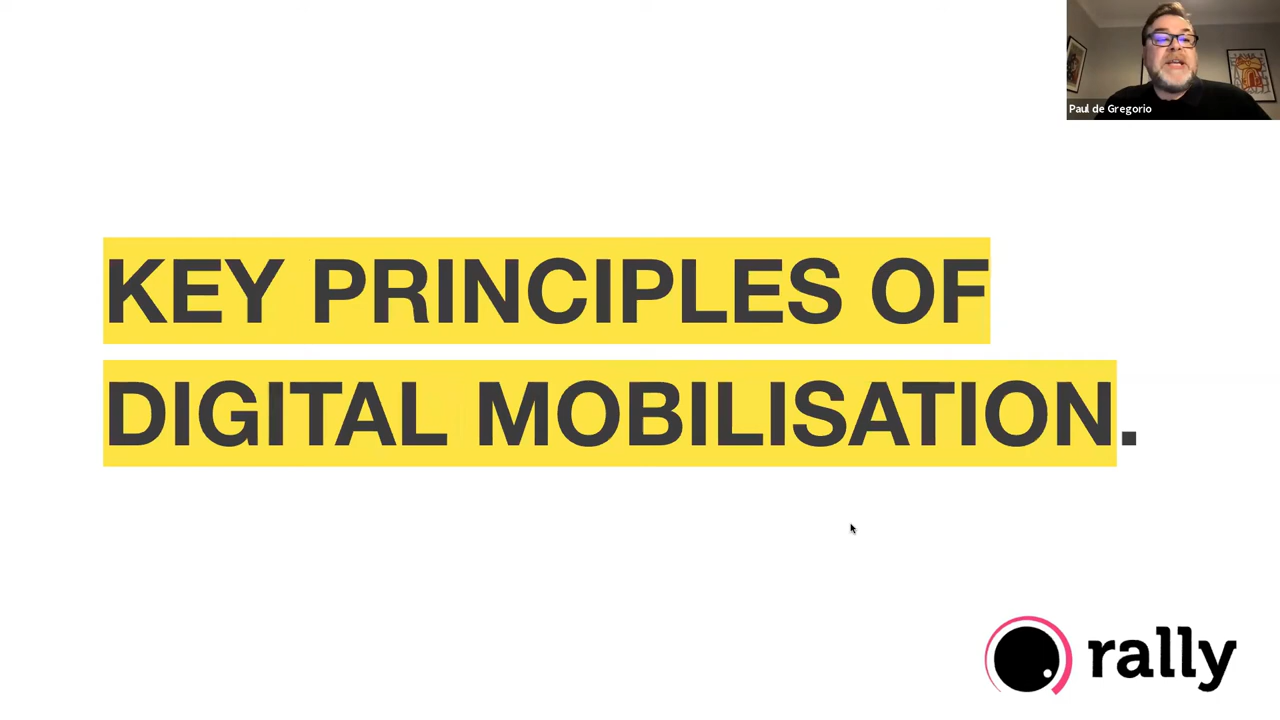 Paul de Gregorio
KEY PRINCIPLES OF
DIGITAL MOBILISATION.
rally